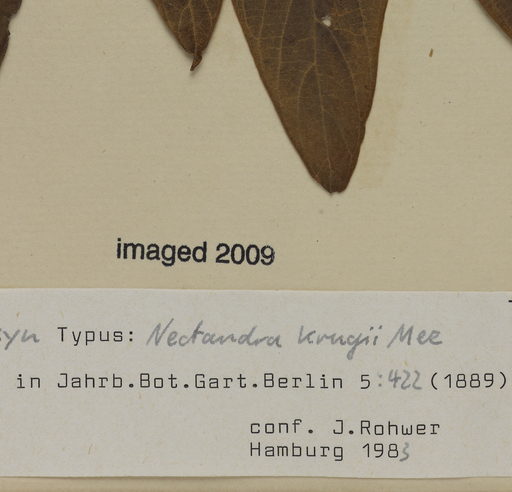 imaged 2009
syn Typus: Nectandra krugii Mez
in Jahrb.Bot.Gart.Berlin 5:422 (1889)
conf. J.Rohwer
Hamburg 1983